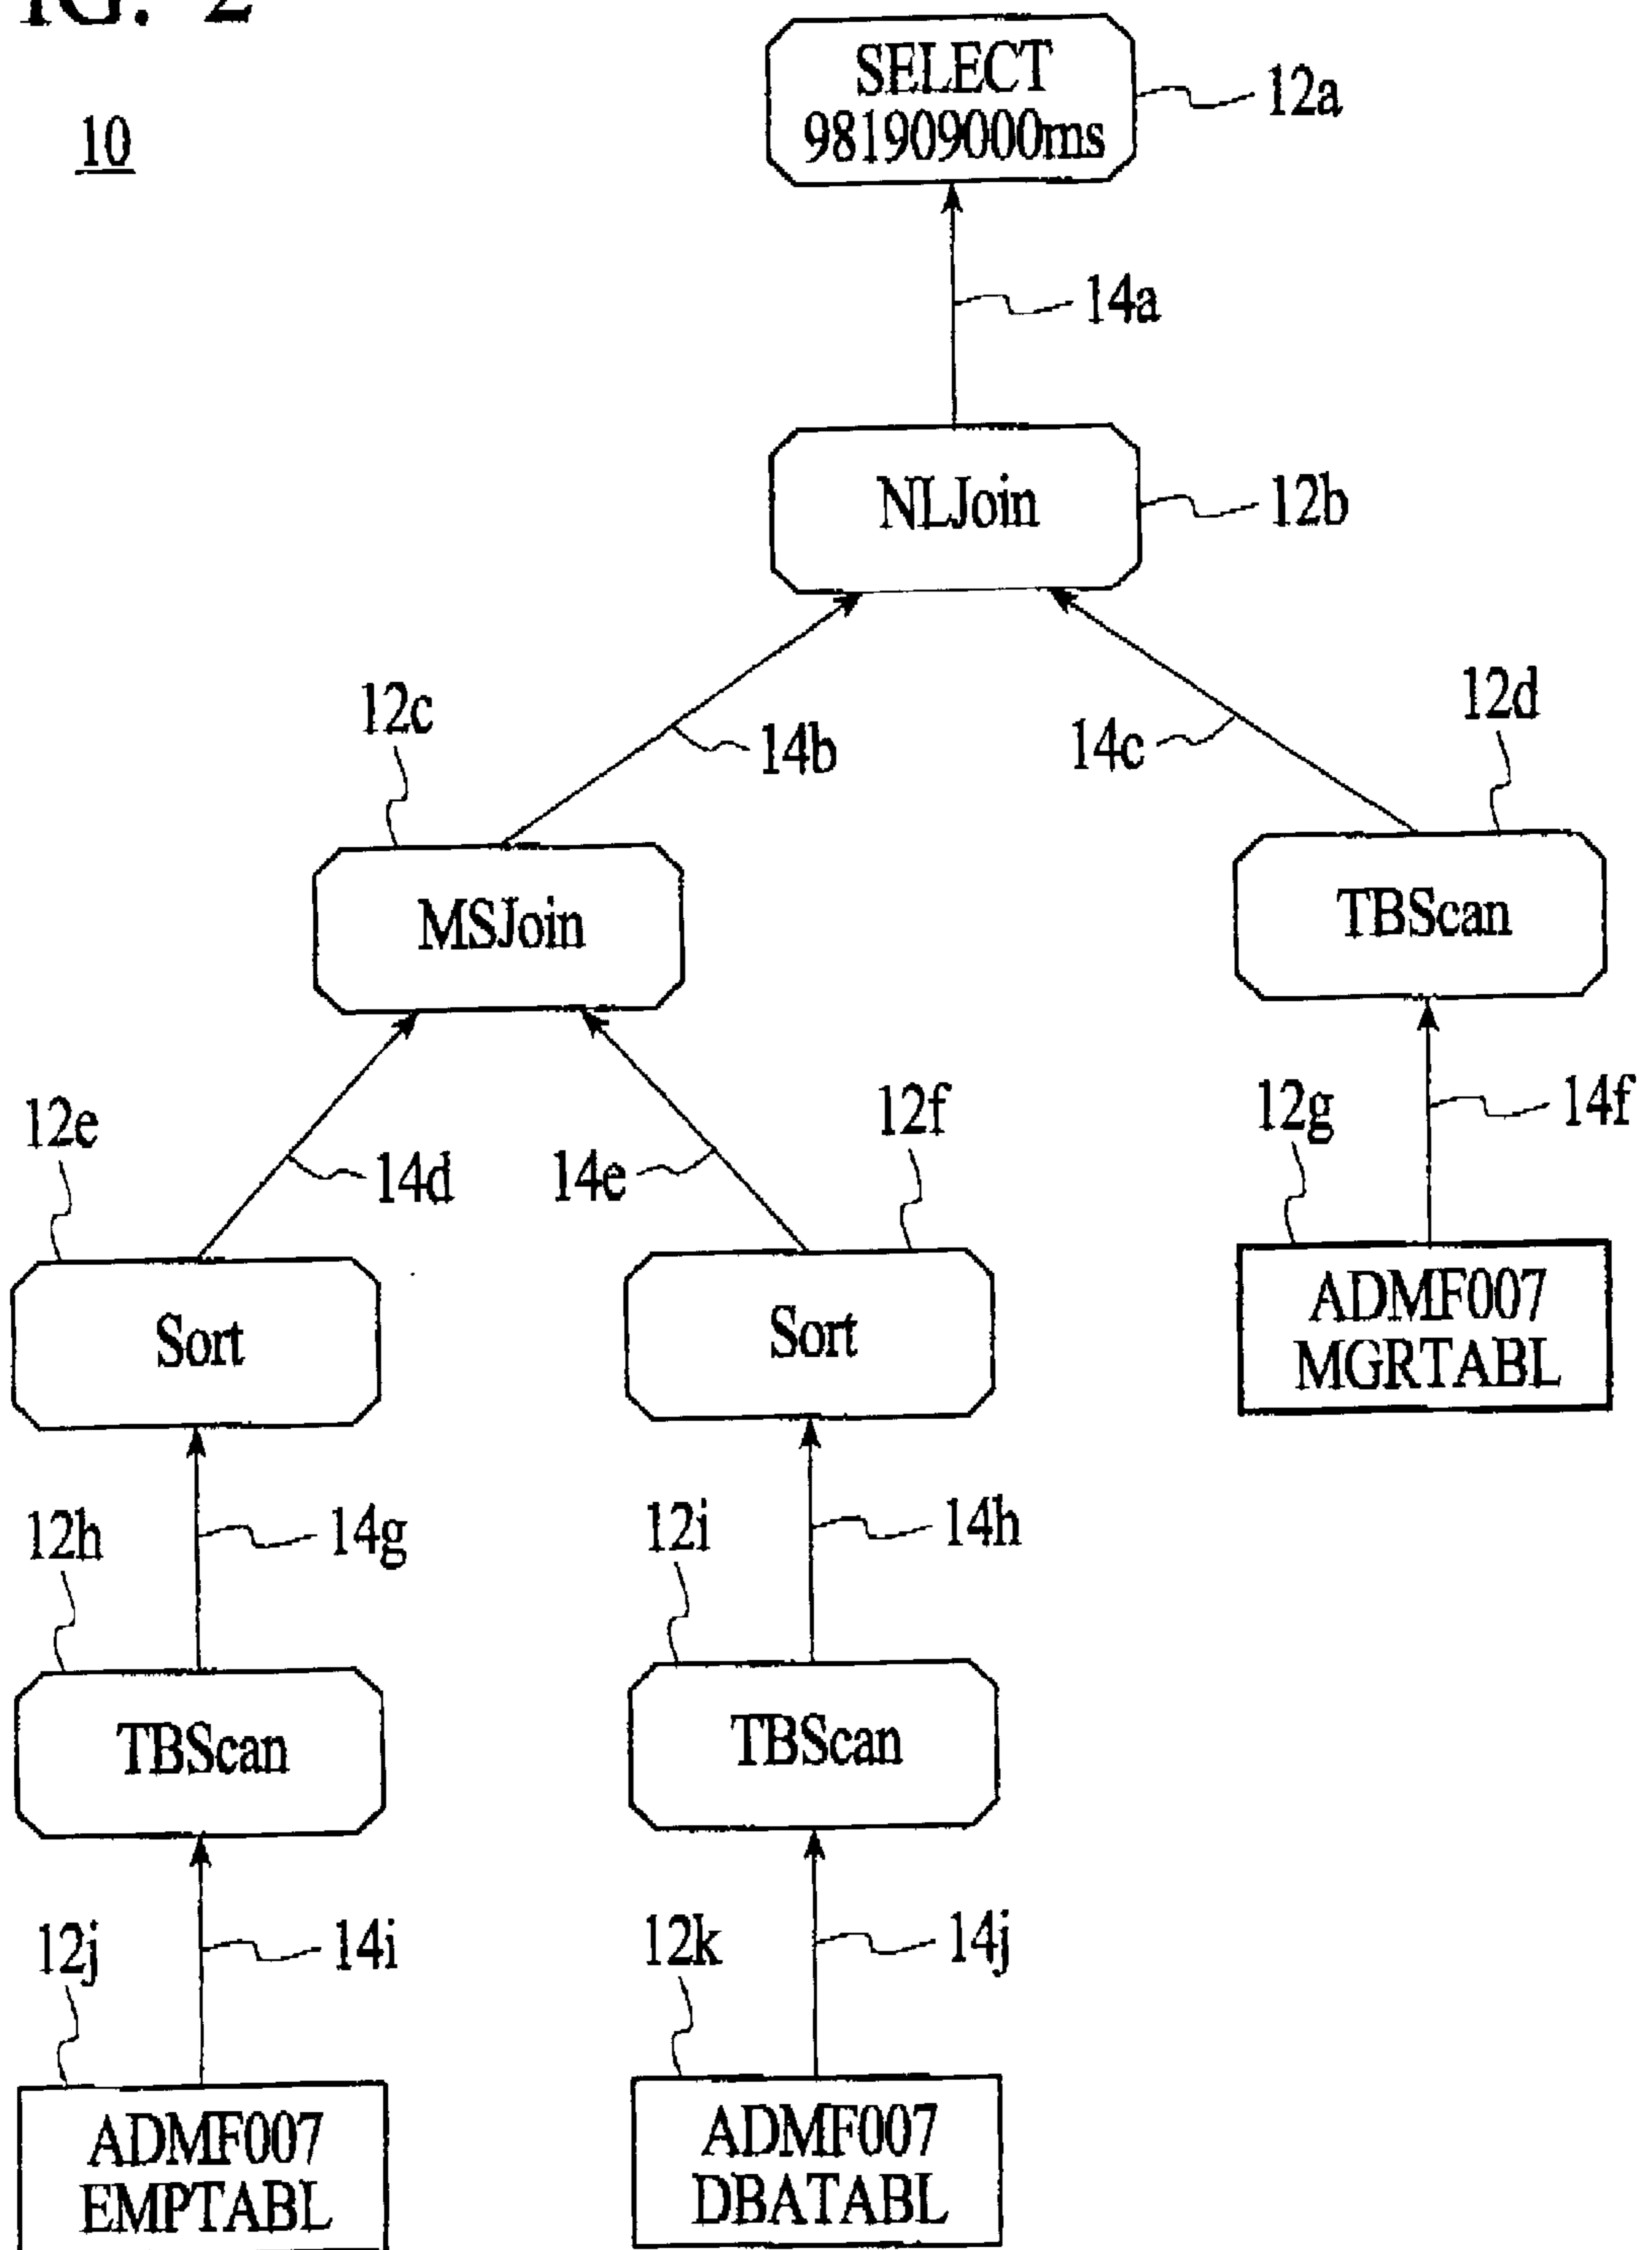 FIG. 2
10
SELECT
981909000ms
12a
14a
NLJoin
12b
12c
14b
14c
12d
MSJoin
TBScan
12e
14d
14e
12f
12g
14f
Sort
Sort
ADMF007
MGRTABL
12h
14g
12i
14h
TBScan
TBScan
12j
14i
12k
14j
ADMF007
EMPTABL
ADMF007
DBATABL